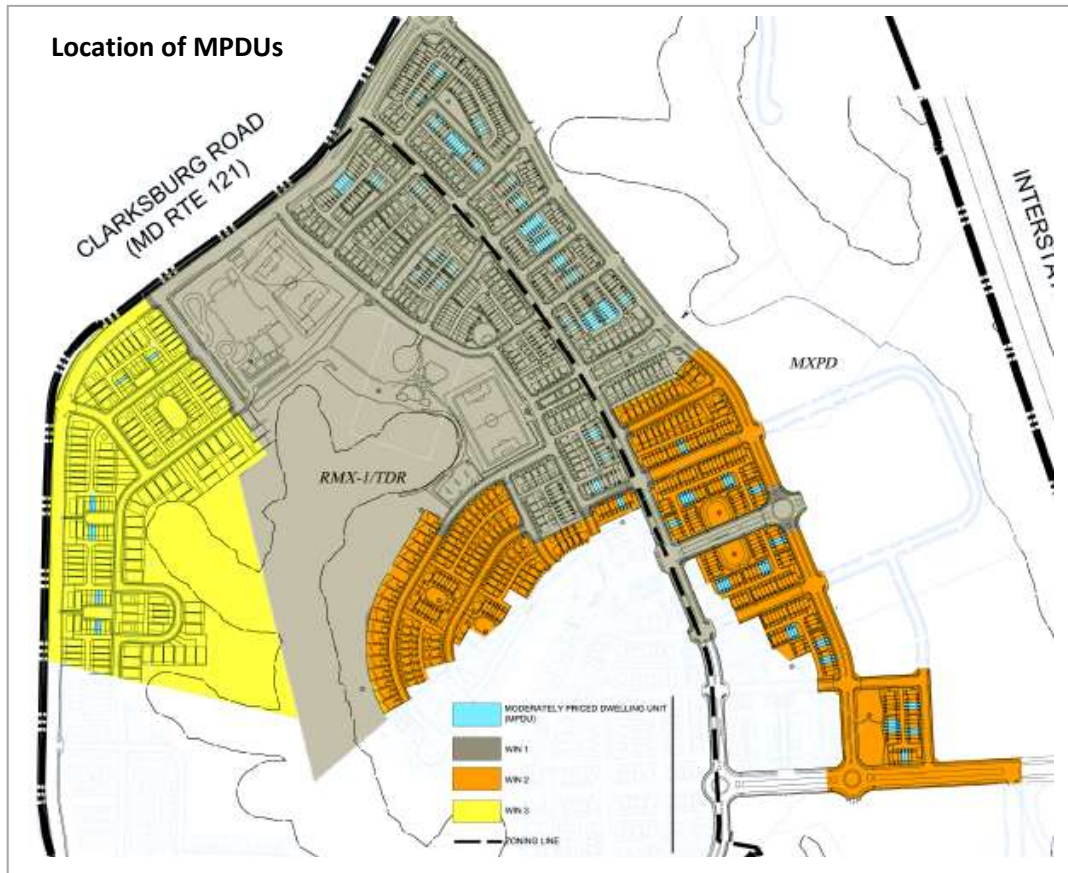 Location of MPDUs
CLARKSBURG ROAD
(MD RTE 121)
INTERSTA
MXPD
RMX-1/TDR
MODERATELY PRICED DWELLING UNIT
(MPDU)
WIN 1
WIN 2
WIN 3
ZONING LINE